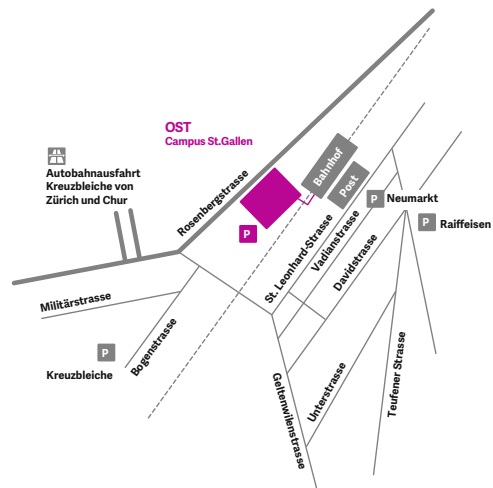 OST
Campus St.Gallen
Autobahnausfahrt
Kreuzbleiche von
Zürich und Chur
Rosenbergstrasse
Bahnhof
Post
P
Neumarkt
P
Raiffeisen
P
St. Leonhard-Strasse
Vadianstrasse
Davidstrasse
Militärstrasse
P
Kreuzbleiche
Bogenstrasse
Geltenwilenstrasse
Unterstrasse
Teufener Strasse